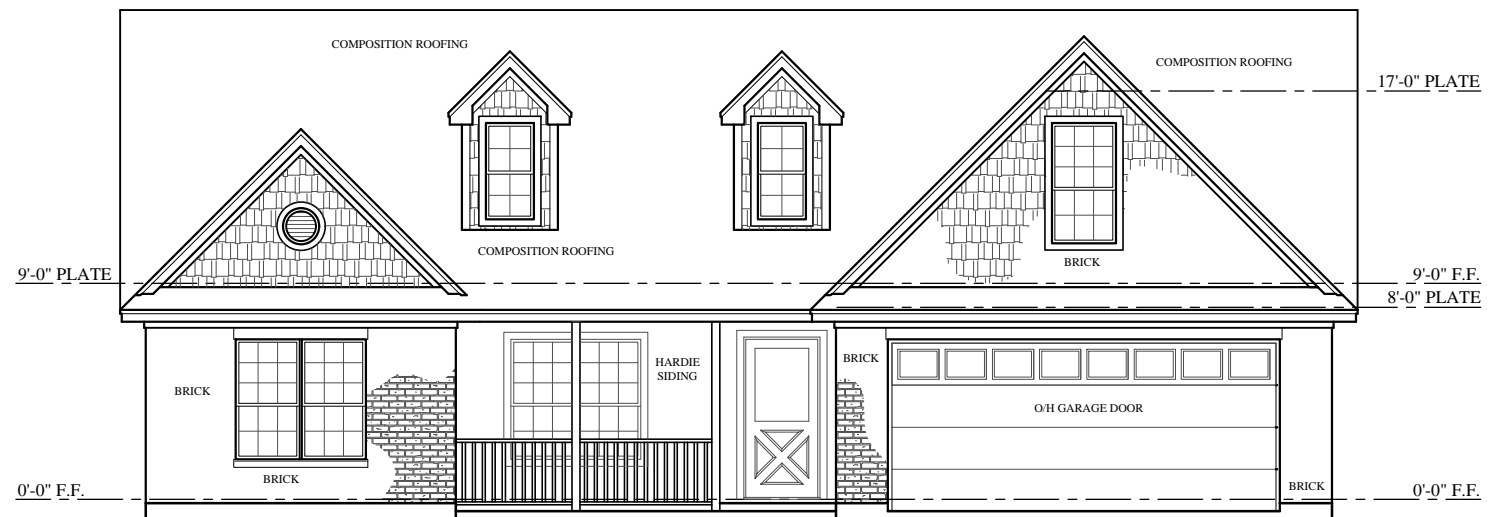 COMPOSITION ROOFING
COMPOSITION ROOFING
17'-0" PLATE
COMPOSITION ROOFING
BRICK
9'-0" PLATE
9'-0" F.F.
8'-0" PLATE
HARDIE
SIDING
BRICK
BRICK
O/H GARAGE DOOR
BRICK
BRICK
0'-0" F.F.
0'-0" F.F.